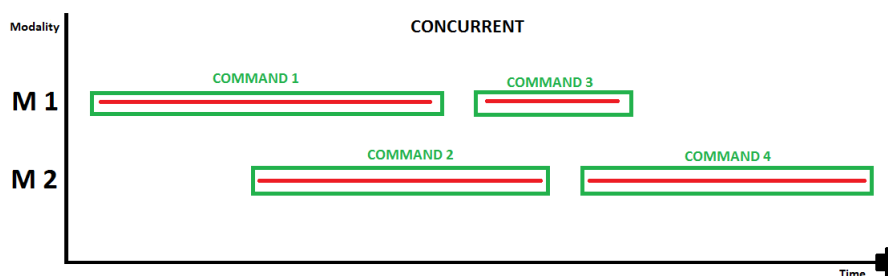 Modality
CONCURRENT
COMMAND 1
COMMAND 3
M 1
COMMAND 2
COMMAND 4
M 2
Time